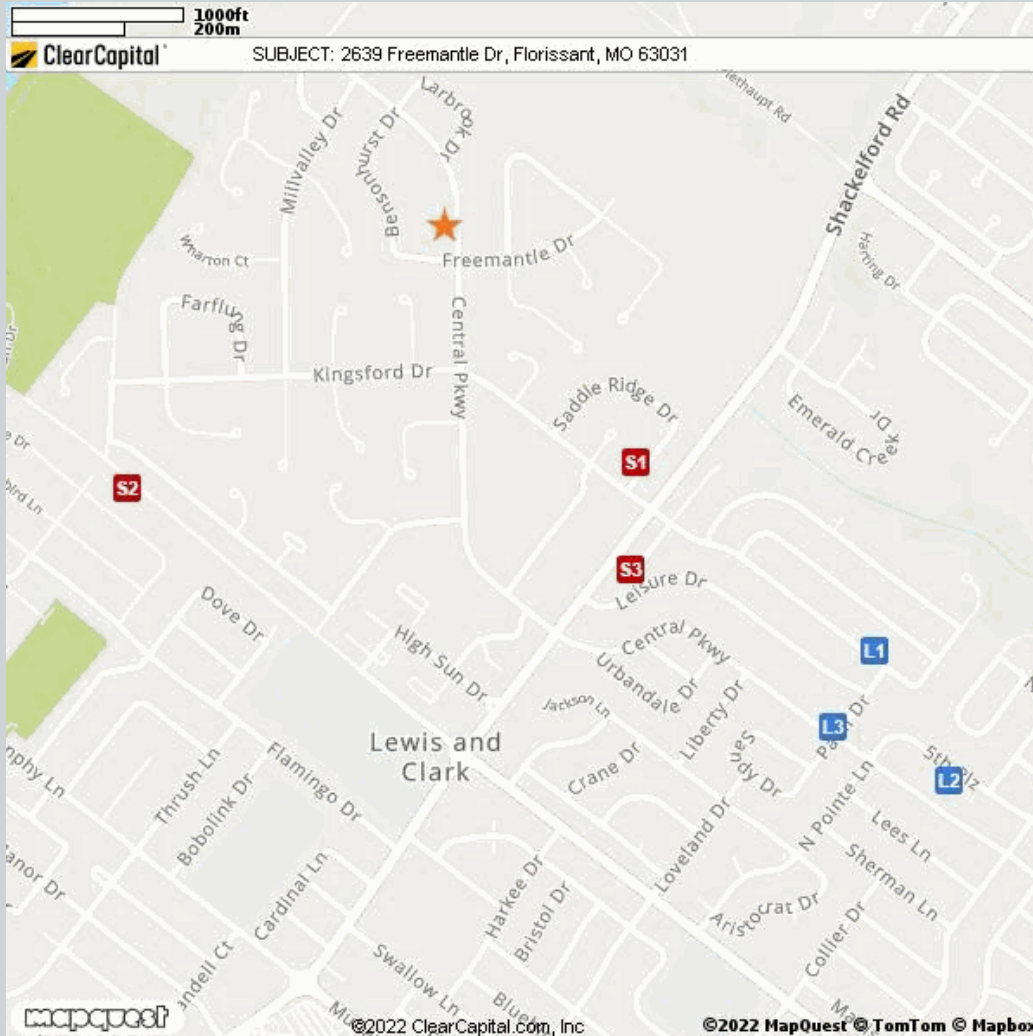 1000ft
200m
ClearCapital
SUBJECT: 2639 Freemantle Dr, Florissant, MO 63031
Larbrook Dr
Shackelford Rd
Millvalley Dr
Bensonhurst Dr
Wharton Ct
Freemantle Dr
Harting Dr
Farflung Dr
Central Pkwy
Kingsford Dr
Saddle Ridge Dr
Emerald Creek Dr
S1
S2
S3
Leisure Dr
Dove Dr
High Sun Dr
Central Pkwy
Urbandale Dr
L1
Jackson Ln
Liberty Dr
L3
Lewis and
Clark
Sandy Dr
L2
Crane Dr
Thrush Ln
Flamingo Dr
N Pointe Ln
Bobolink Dr
Loveland Dr
Lees Ln
Sherman Ln
Cardinal Ln
Harkee Dr
Bristol Dr
Aristocrat Dr
Collier Dr
Swallow Ln
mapquest
©2022 ClearCapital.com, Inc
©2022 MapQuest © TomTom © Mapbox